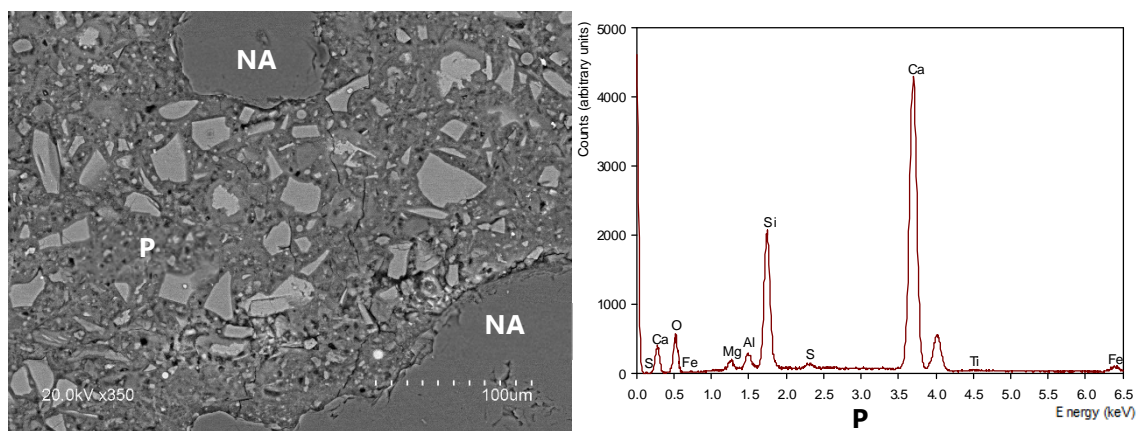 NA
P
NA
20.0kV x350
100um
Counts (arbitrary units)
5000
4000
3000
2000
1000
0
Ca
Si
S
Ca
O
Fe
Mg
Al
S
Ti
Fe
0.0 0.5 1.0 1.5 2.0 2.5 3.0 3.5 4.0 4.5 5.0 5.5 6.0 6.5
P
Energy (keV)